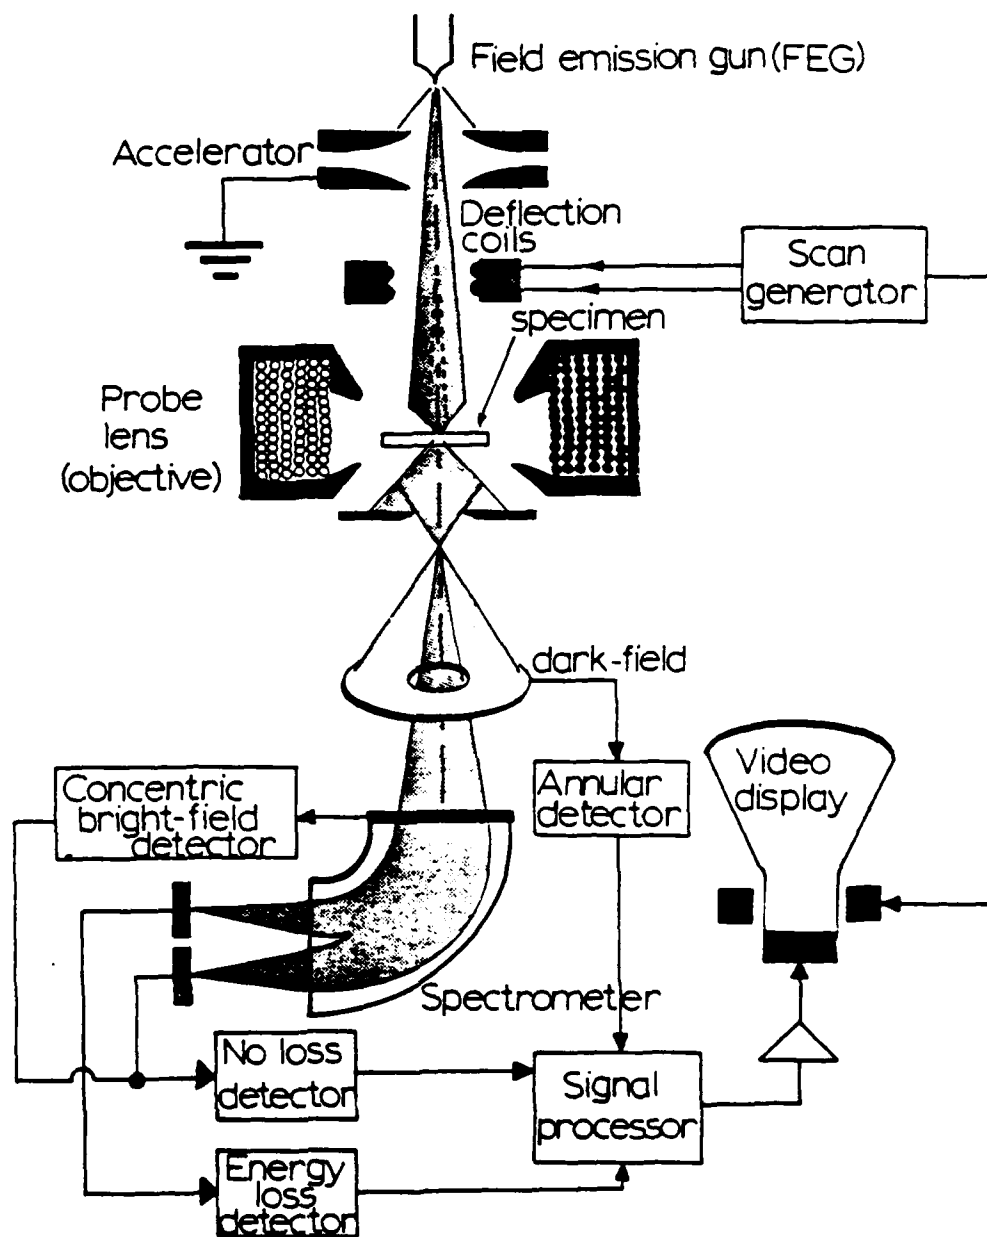 Field emission gun (FEG)
Accelerator
Deflection
coils
Scan
generator
specimen
Probe
lens
(objective)
dark-field
Concentric
bright-field
detector
Annular
detector
Video
display
Spectrometer
No loss
detector
Signal
processor
Energy
loss
detector